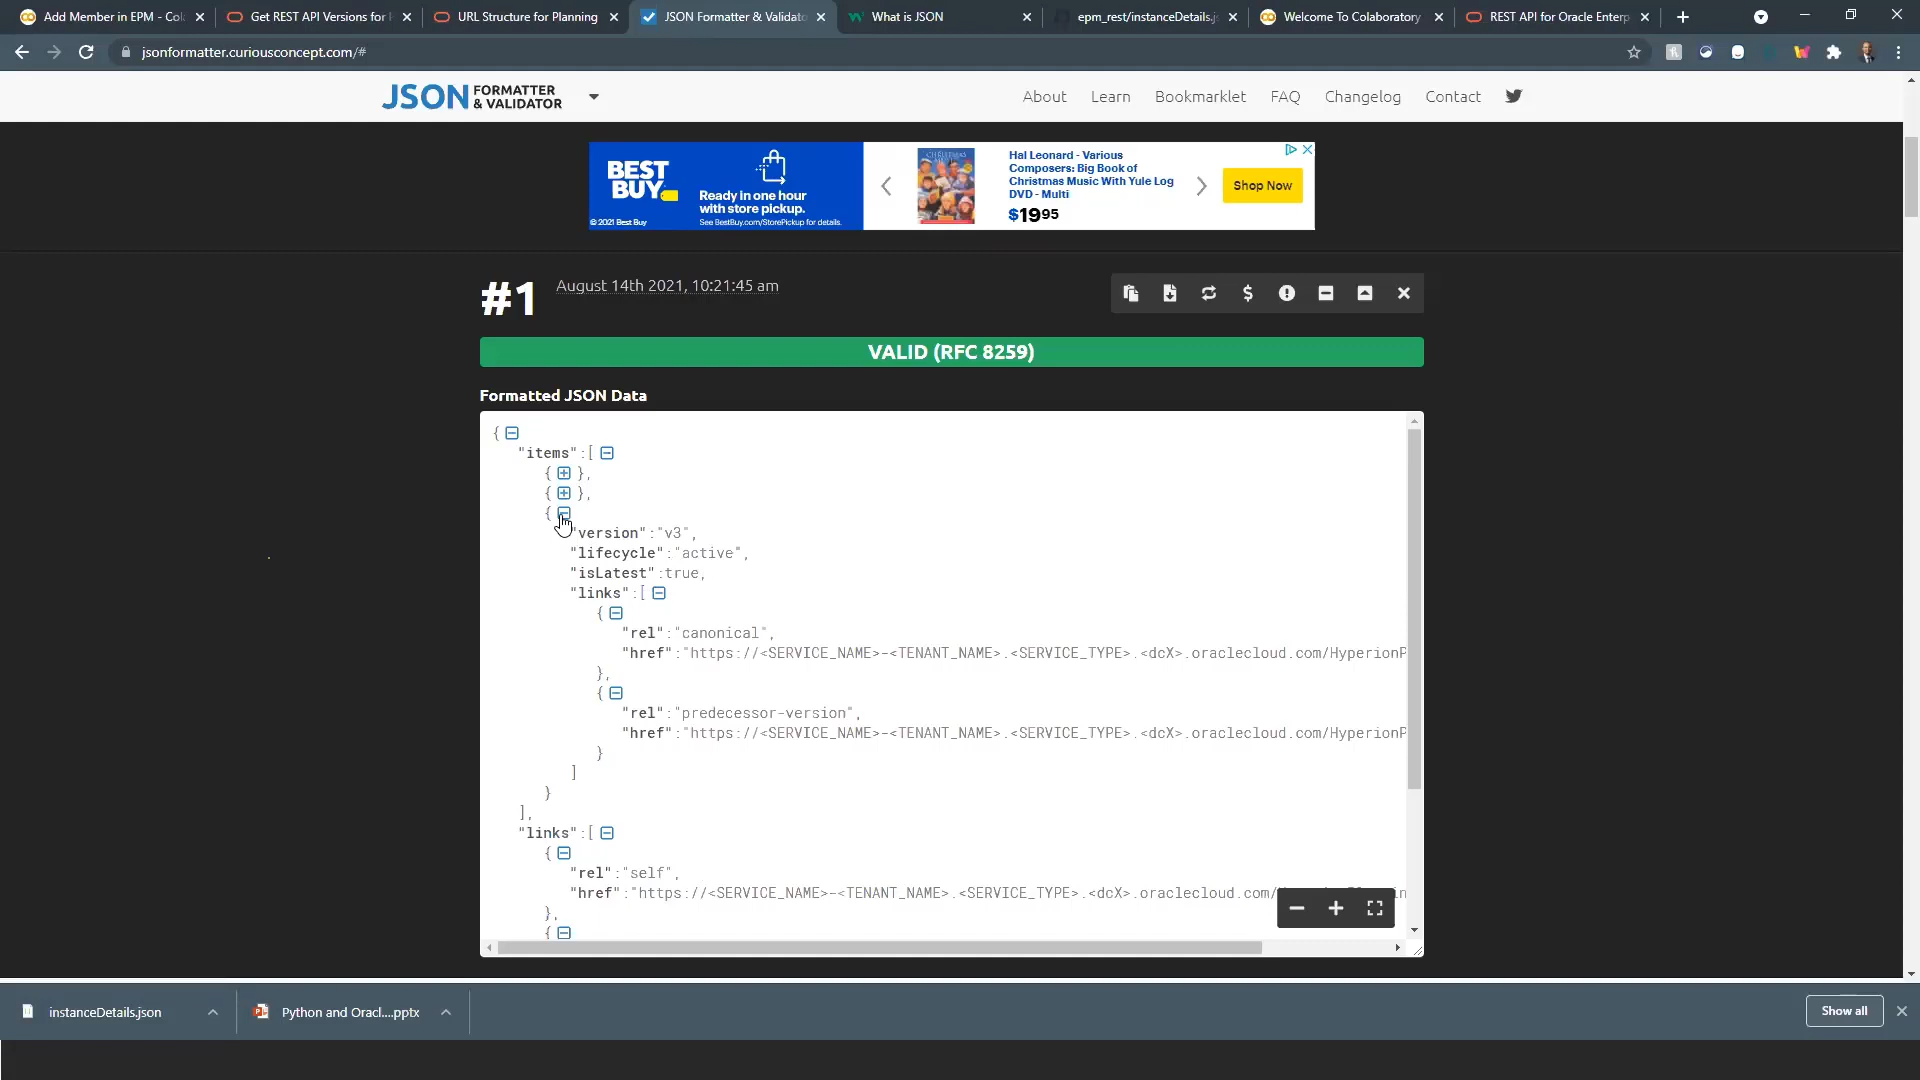 Add Member in EPM - Col
Get REST API Versions for
URL Structure for Planning
JSON Formatter & Validato
What is JSON
epm_rest/instanceDetails.js
Welcome To Colaboratory
REST API for Oracle Enterp
jsonformatter.curiousconcept.com/#
JSON FORMATTER & VALIDATOR
About
Learn
Bookmarklet
FAQ
Changelog
Contact
BEST BUY
Ready in one hour
with store pickup.
© 2021 Best Buy
See BestBuy.com/StorePickup for details.
Hal Leonard - Various
Composers: Big Book of
Christmas Music With Yule Log
DVD - Multi
$19.95
Shop Now
#1
August 14th 2021, 10:21:45 am
VALID (RFC 8259)
Formatted JSON Data
{
"items":[
{ },
{ },
{
"version":"v3",
"lifecycle":"active",
"isLatest":true,
"links":[
{
"rel":"canonical",
"href":"https://<SERVICE_NAME>-<TENANT_NAME>.<SERVICE_TYPE>.<dcX>.oraclecloud.com/HyperionP
},
{
"rel":"predecessor-version",
"href":"https://<SERVICE_NAME>-<TENANT_NAME>.<SERVICE_TYPE>.<dcX>.oraclecloud.com/HyperionP
}
]
}
],
"links":[
{
"rel":"self",
"href":"https://<SERVICE_NAME>-<TENANT_NAME>.<SERVICE_TYPE>.<dcX>.oraclecloud.com/
},
{
instanceDetails.json
Python and Oracl....pptx
Show all